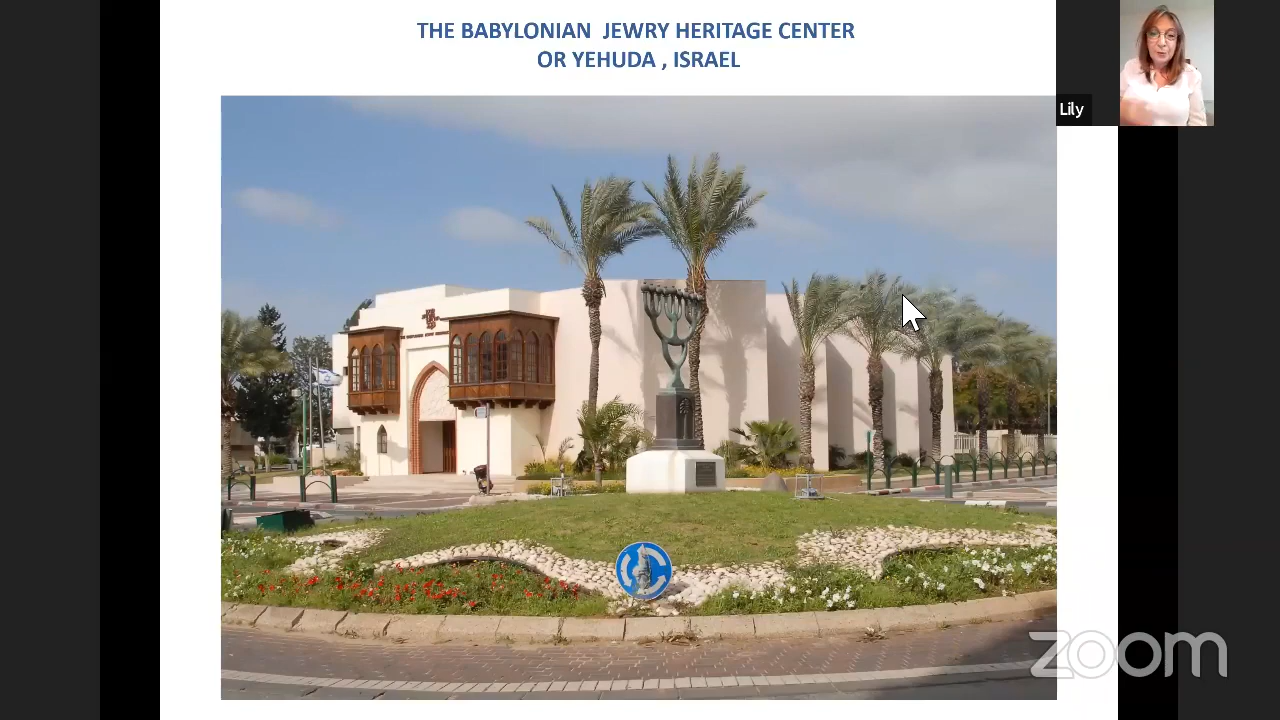 THE BABYLONIAN JEWRY HERITAGE CENTER
OR YEHUDA , ISRAEL
Lily
zoom